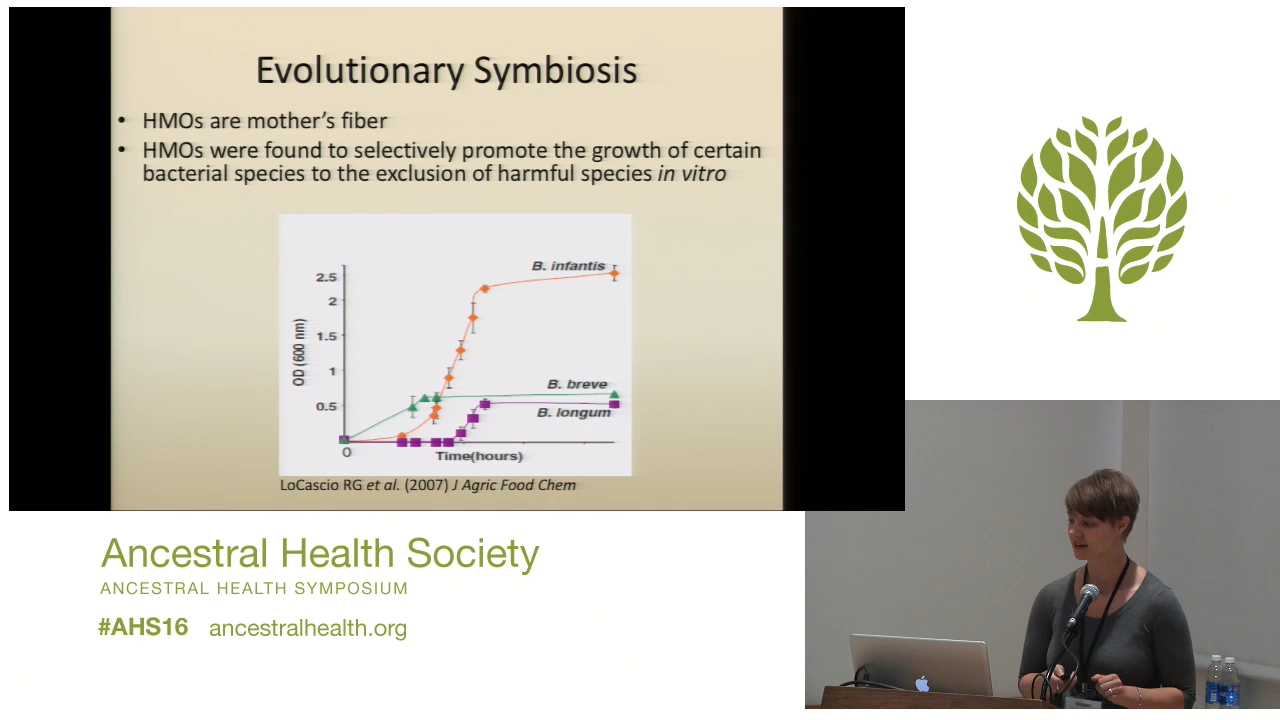 Evolutionary Symbiosis
• HMOs are mother's fiber
• HMOs were found to selectively promote the growth of certain
bacterial species to the exclusion of harmful species in vitro
B. infantis
2.5
2
1.5
1
0.5
OD (600 nm)
B. breve
B. longum
0
Time(hours)
LoCascio RG et al. (2007) J Agric Food Chem
Ancestral Health Society
ANCESTRAL HEALTH SYMPOSIUM
#AHS16 ancestralhealth.org